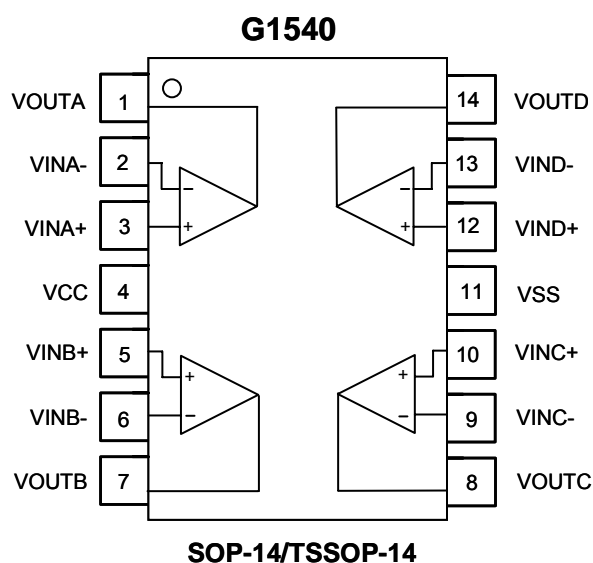 G1540
VOUTA 1 14 VOUTD
VINA- 2 − − 13 VIND-
VINA+ 3 + + 12 VIND+
VCC 4 11 VSS
VINB+ 5 + + 10 VINC+
VINB- 6 − − 9 VINC-
VOUTB 7 8 VOUTC
SOP-14/TSSOP-14